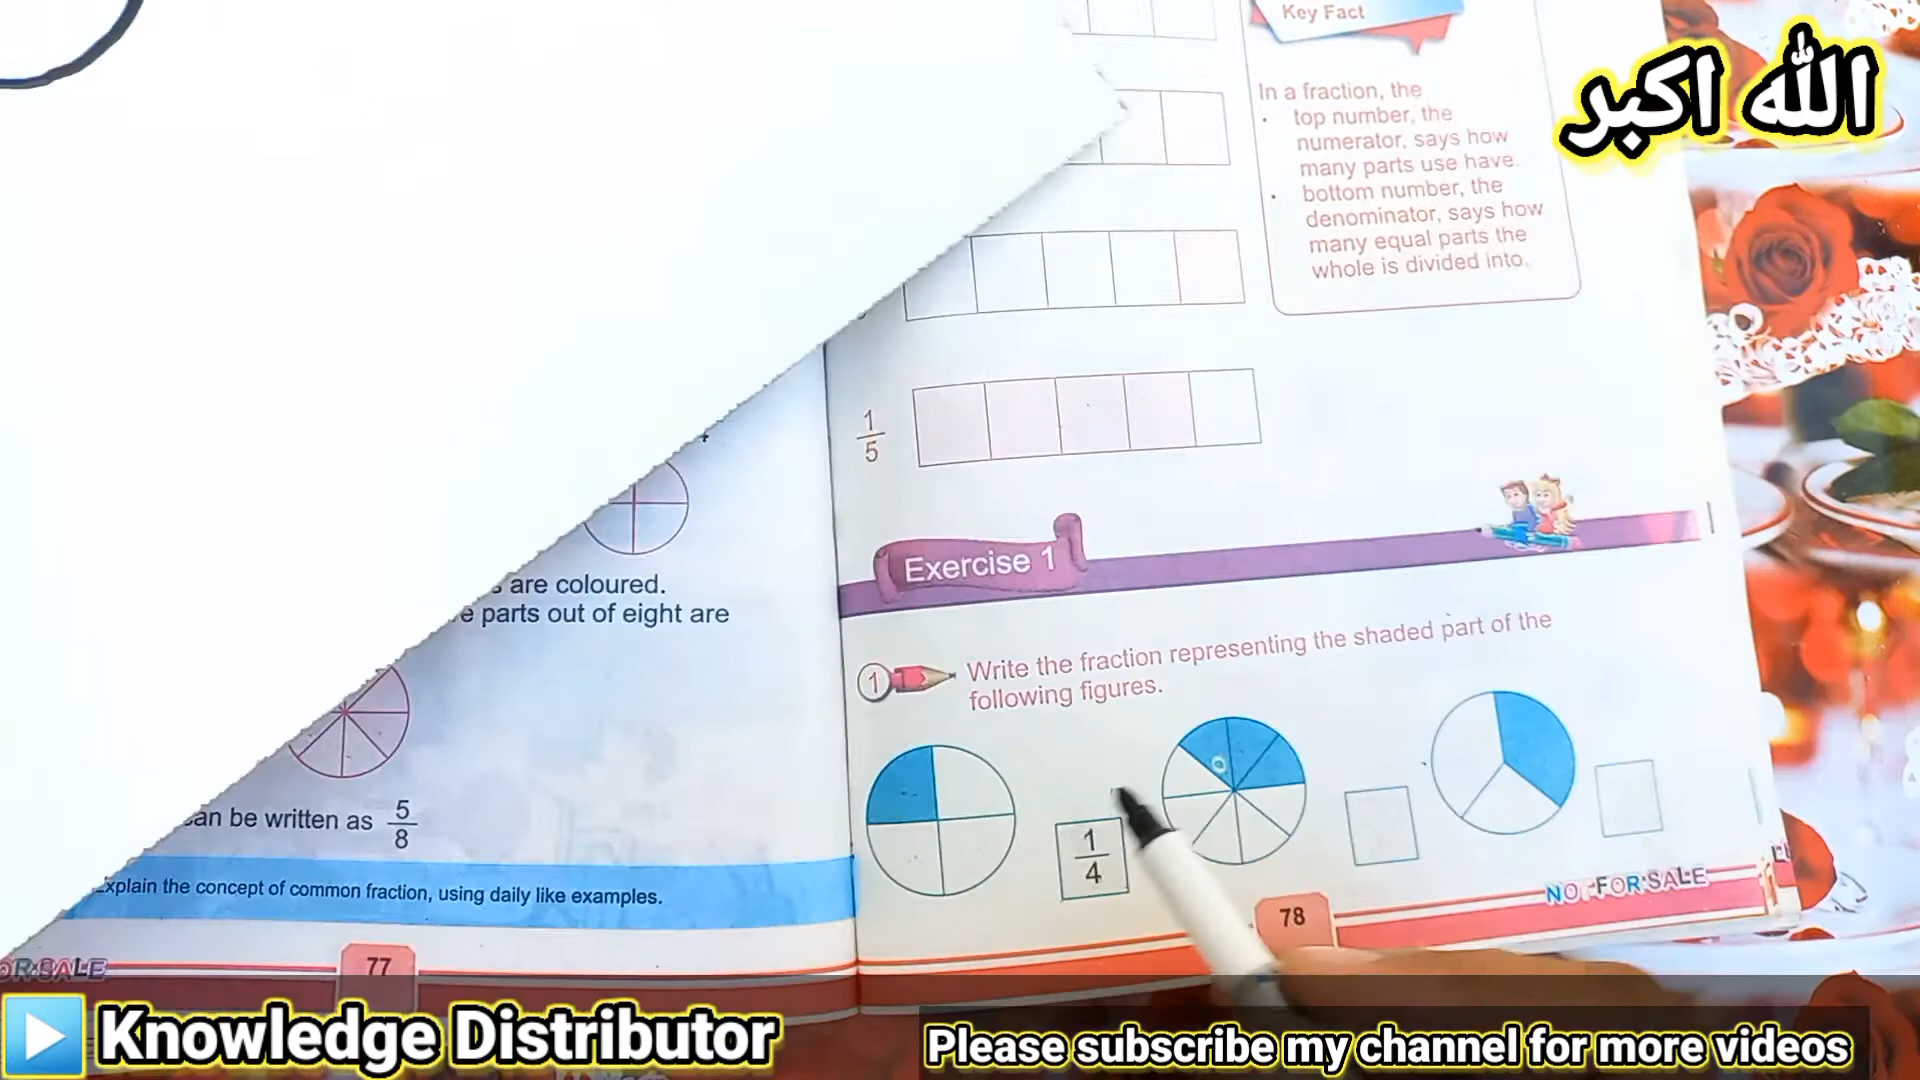 Key Fact
الله اکبر
In a fraction, the
· top number, the
numerator, says how
many parts use have.
· bottom number, the
denominator, says how
many equal parts the
whole is divided into.
1
5
are coloured.
parts out of eight are
can be written as 5
8
Explain the concept of common fraction, using daily like examples.
77
Exercise 1
1 Write the fraction representing the shaded part of the
following figures.
1
4
NOT FOR SALE
78
Knowledge Distributor
Please subscribe my channel for more videos